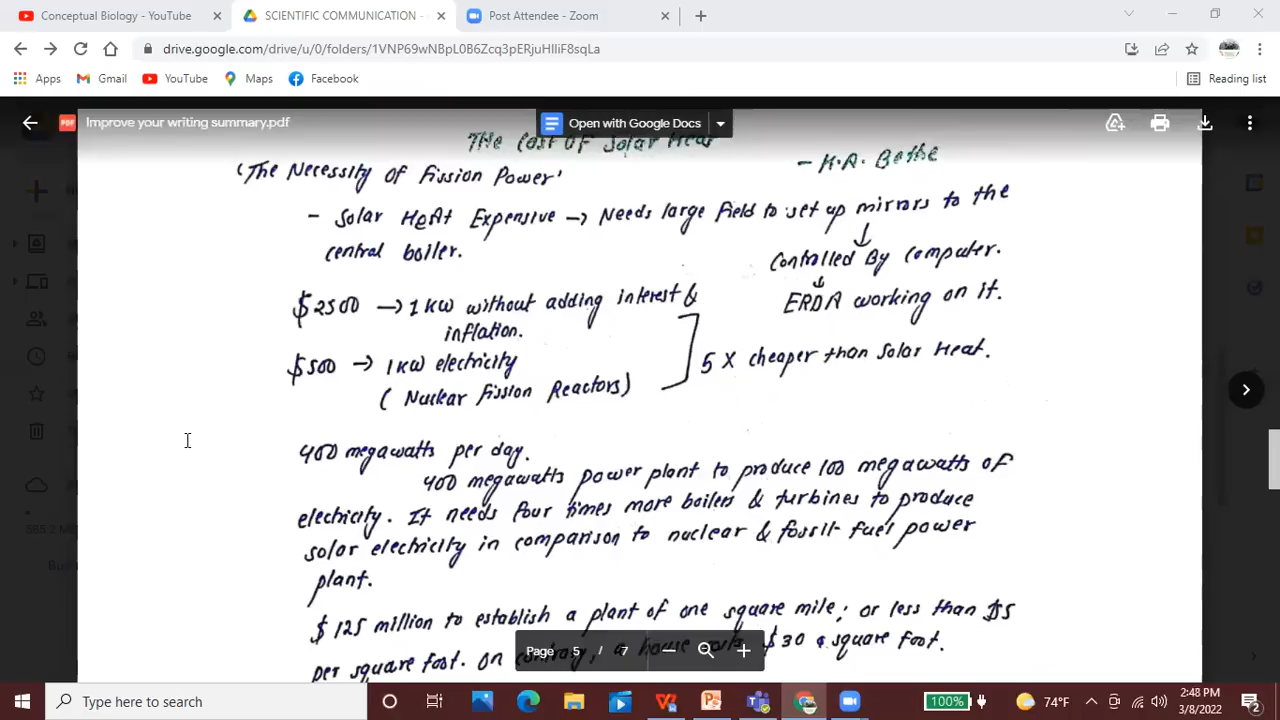 Conceptual Biology - YouTube
SCIENTIFIC COMMUNICATION -
Post Attendee - Zoom
drive.google.com/drive/u/0/folders/1VNP69wNBpL0B6Zcq3pERjuHIliF8sqLa
Apps Gmail YouTube Maps Facebook Reading list
Improve your writing summary.pdf
Open with Google Docs
The Cost of Solar Heat
'The Necessity of Fission Power'
- H.A. Bethe
- Solar Heat Expensive → Needs large field to set up mirrors to the
central boiler.
↓
Controlled By Computer.
↓
ERDA working on it.
$2500 → 1 KW without adding interest &
inflation.
$500 → 1 KW electricity
( Nuclear Fission Reactors)
5 X cheaper than Solar Heat.
400 megawatts per day.
400 megawatts power plant to produce 100 megawatts of
electricity. It needs four times more boilers & turbines to produce
solar electricity in comparison to nuclear & fossil fuel power
plant.
$ 125 million to establish a plant of one square mile; or less than $5
per square foot. On contrary, a house $30 a square foot.
Page 5 / 7
Type here to search
100%
74°F
2:48 PM
3/8/2022
2